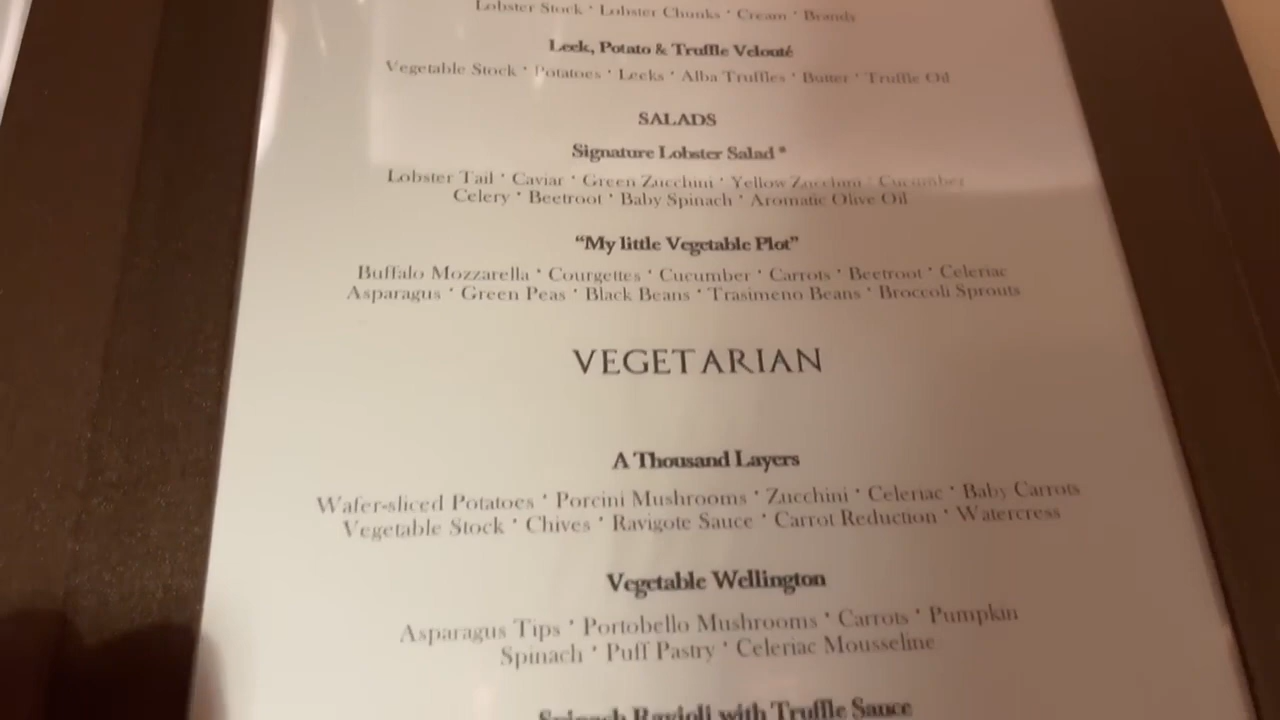 Lobster Stock • Lobster Chunks • Cream • Brandy
Leek, Potato & Truffle Velouté
Vegetable Stock • Potatoes • Leeks • Alba Truffles • Butter • Truffle Oil
SALADS
Signature Lobster Salad *
Lobster Tail • Caviar • Green Zucchini • Yellow Zucchini • Cucumber
Celery • Beetroot • Baby Spinach • Aromatic Olive Oil
“My little Vegetable Plot”
Buffalo Mozzarella • Courgettes • Cucumber • Carrots • Beetroot • Celeriac
Asparagus • Green Peas • Black Beans • Trasimeno Beans • Broccoli Sprouts
VEGETARIAN
A Thousand Layers
Wafer-sliced Potatoes • Porcini Mushrooms • Zucchini • Celeriac • Baby Carrots
Vegetable Stock • Chives • Ravigote Sauce • Carrot Reduction • Watercress
Vegetable Wellington
Asparagus Tips • Portobello Mushrooms • Carrots • Pumpkin
Spinach • Puff Pastry • Celeriac Mousseline
Spinach Ravioli with Truffle Sauce